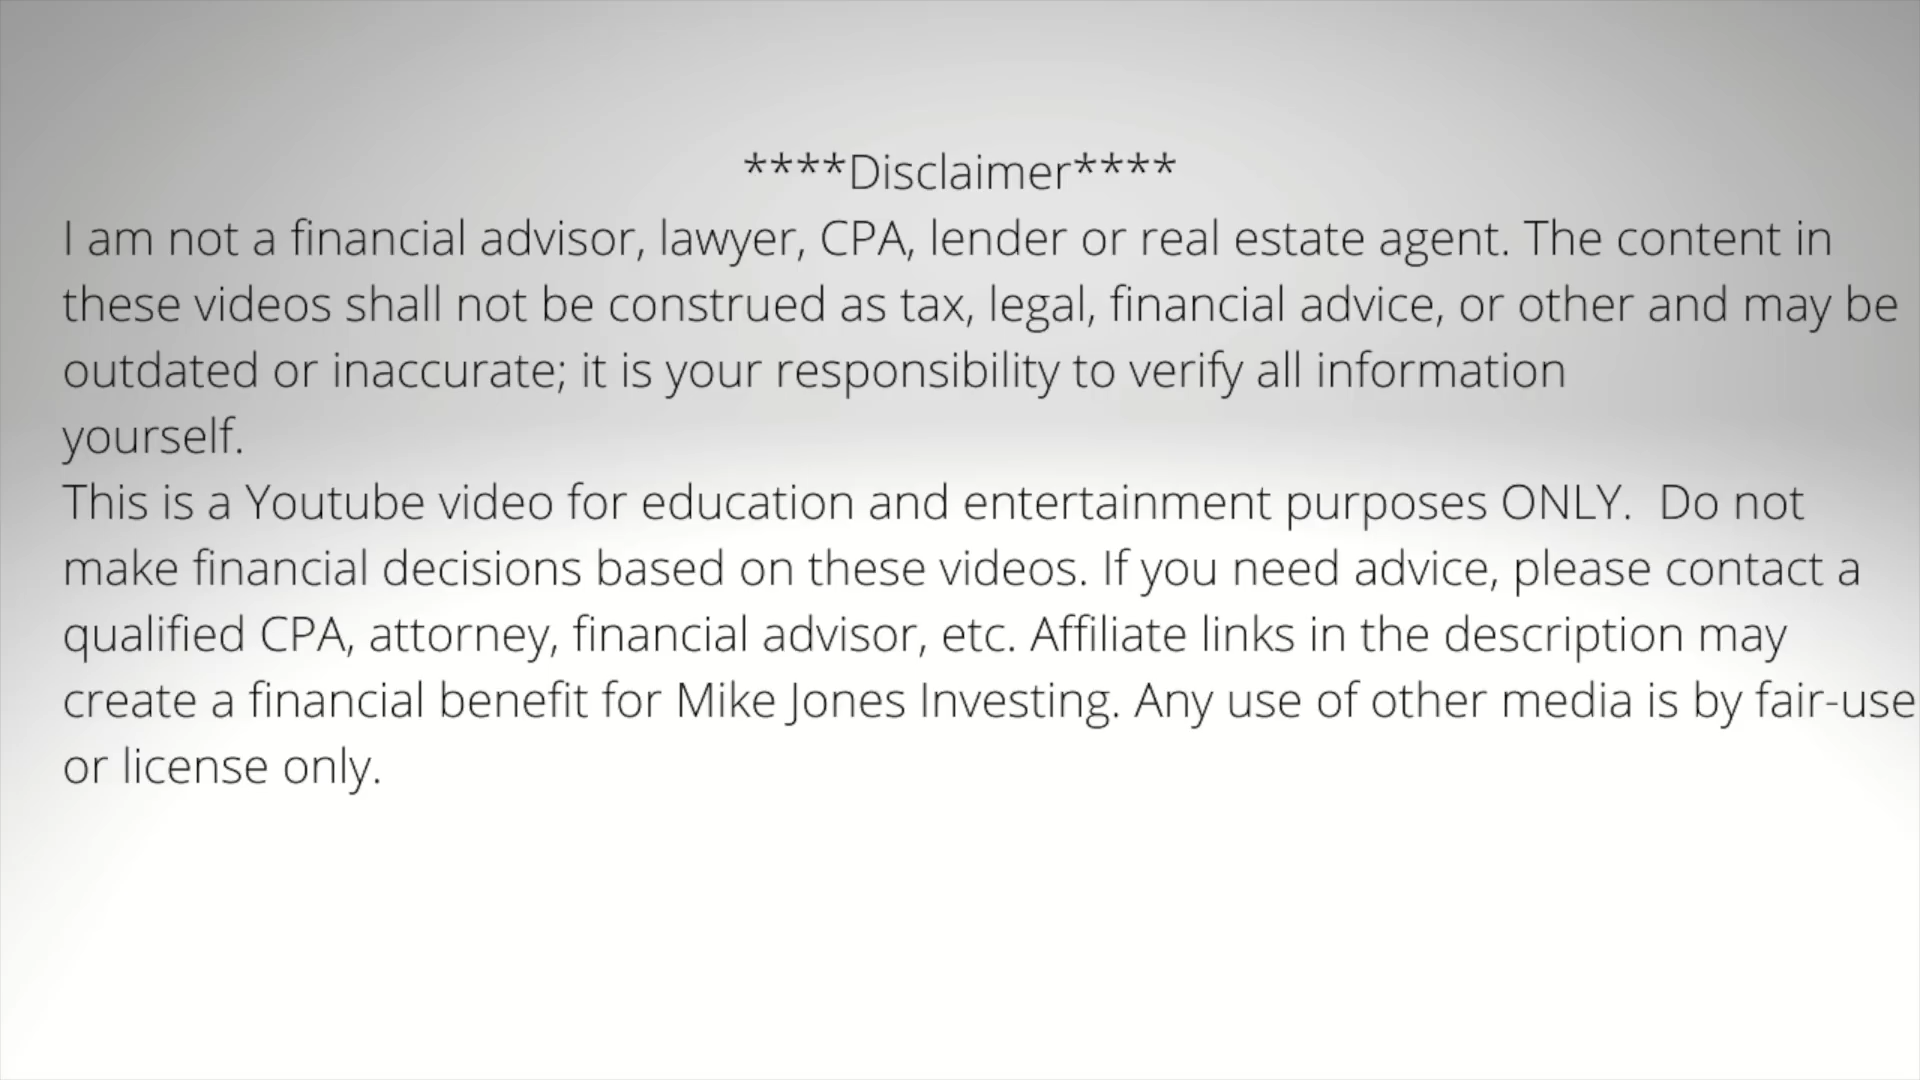 ****Disclaimer****
I am not a financial advisor, lawyer, CPA, lender or real estate agent. The content in
these videos shall not be construed as tax, legal, financial advice, or other and may be
outdated or inaccurate; it is your responsibility to verify all information
yourself.
This is a Youtube video for education and entertainment purposes ONLY.  Do not
make financial decisions based on these videos. If you need advice, please contact a
qualified CPA, attorney, financial advisor, etc. Affiliate links in the description may
create a financial benefit for Mike Jones Investing. Any use of other media is by fair-use
or license only.